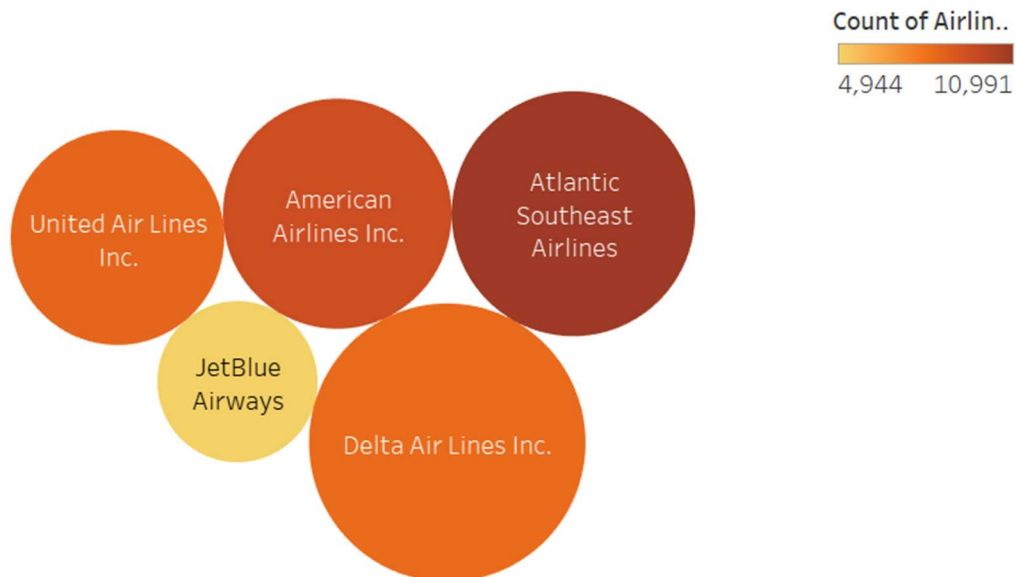 Count of Airlin..
4,944 10,991
United Air Lines
Inc.
American
Airlines Inc.
Atlantic
Southeast
Airlines
JetBlue
Airways
Delta Air Lines Inc.